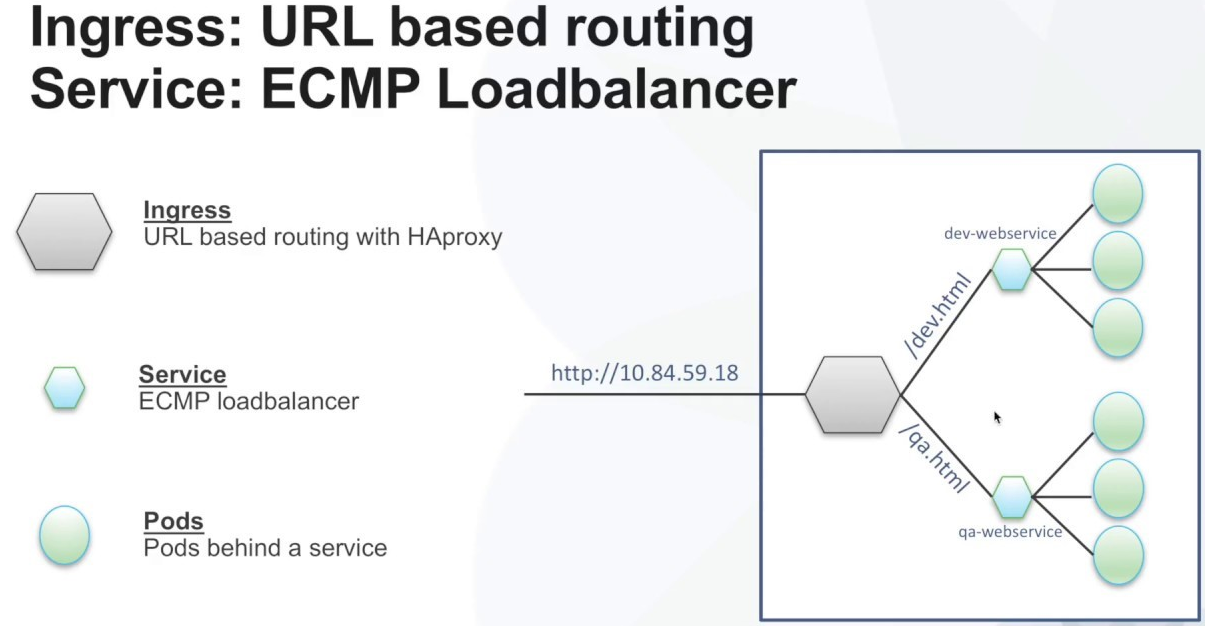 Ingress: URL based routing
Service: ECMP Loadbalancer
Ingress
URL based routing with HAproxy
Service
ECMP loadbalancer
Pods
Pods behind a service
http://10.84.59.18
/dev.html
dev-webservice
/qa.html
qa-webservice